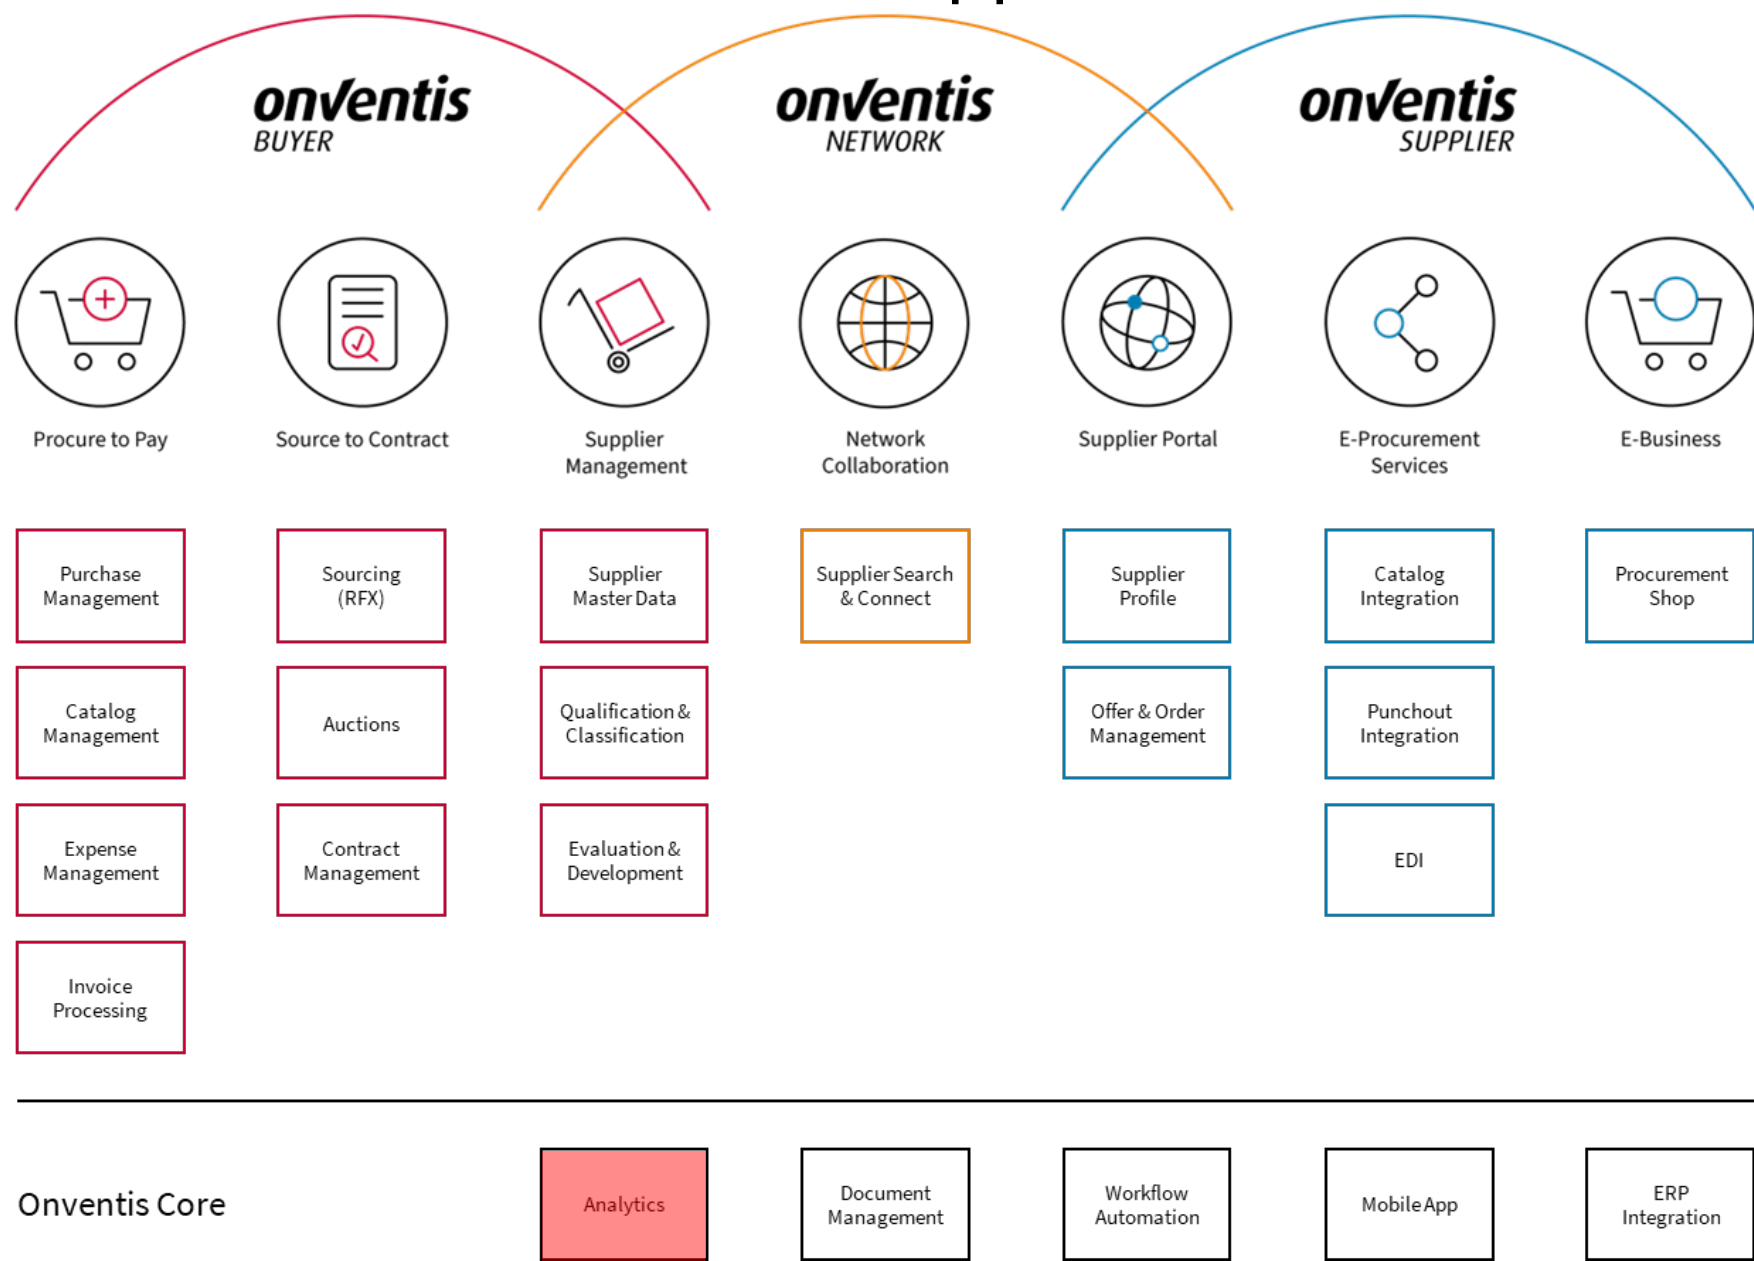 onventis
BUYER
onventis
NETWORK
onventis
SUPPLIER
Procure to Pay
Source to Contract
Supplier
Management
Network
Collaboration
Supplier Portal
E-Procurement
Services
E-Business
Purchase
Management
Sourcing
(RFX)
Supplier
Master Data
Supplier Search
& Connect
Supplier
Profile
Catalog
Integration
Procurement
Shop
Catalog
Management
Auctions
Qualification &
Classification
Offer & Order
Management
Punchout
Integration
Expense
Management
Contract
Management
Evaluation &
Development
EDI
Invoice
Processing
Onventis Core
Analytics
Document
Management
Workflow
Automation
Mobile App
ERP
Integration